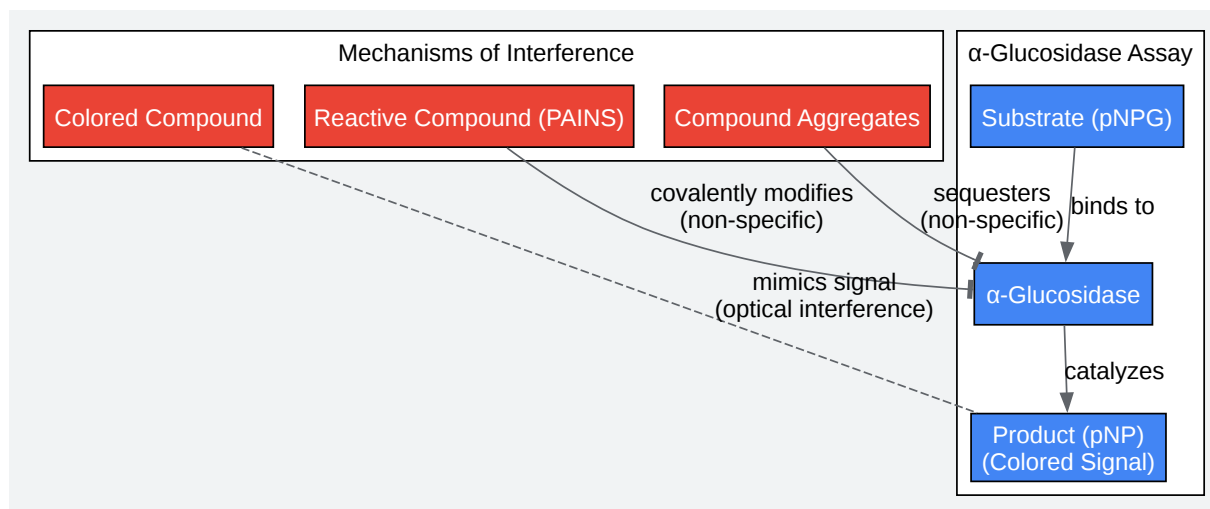 Mechanisms of Interference
α-Glucosidase Assay
Colored Compound
Reactive Compound (PAINS)
Compound Aggregates
Substrate (pNPG)
covalently modifies
(non-specific)
sequesters
(non-specific)
binds to
mimics signal
(optical interference)
α-Glucosidase
catalyzes
Product (pNP)
(Colored Signal)